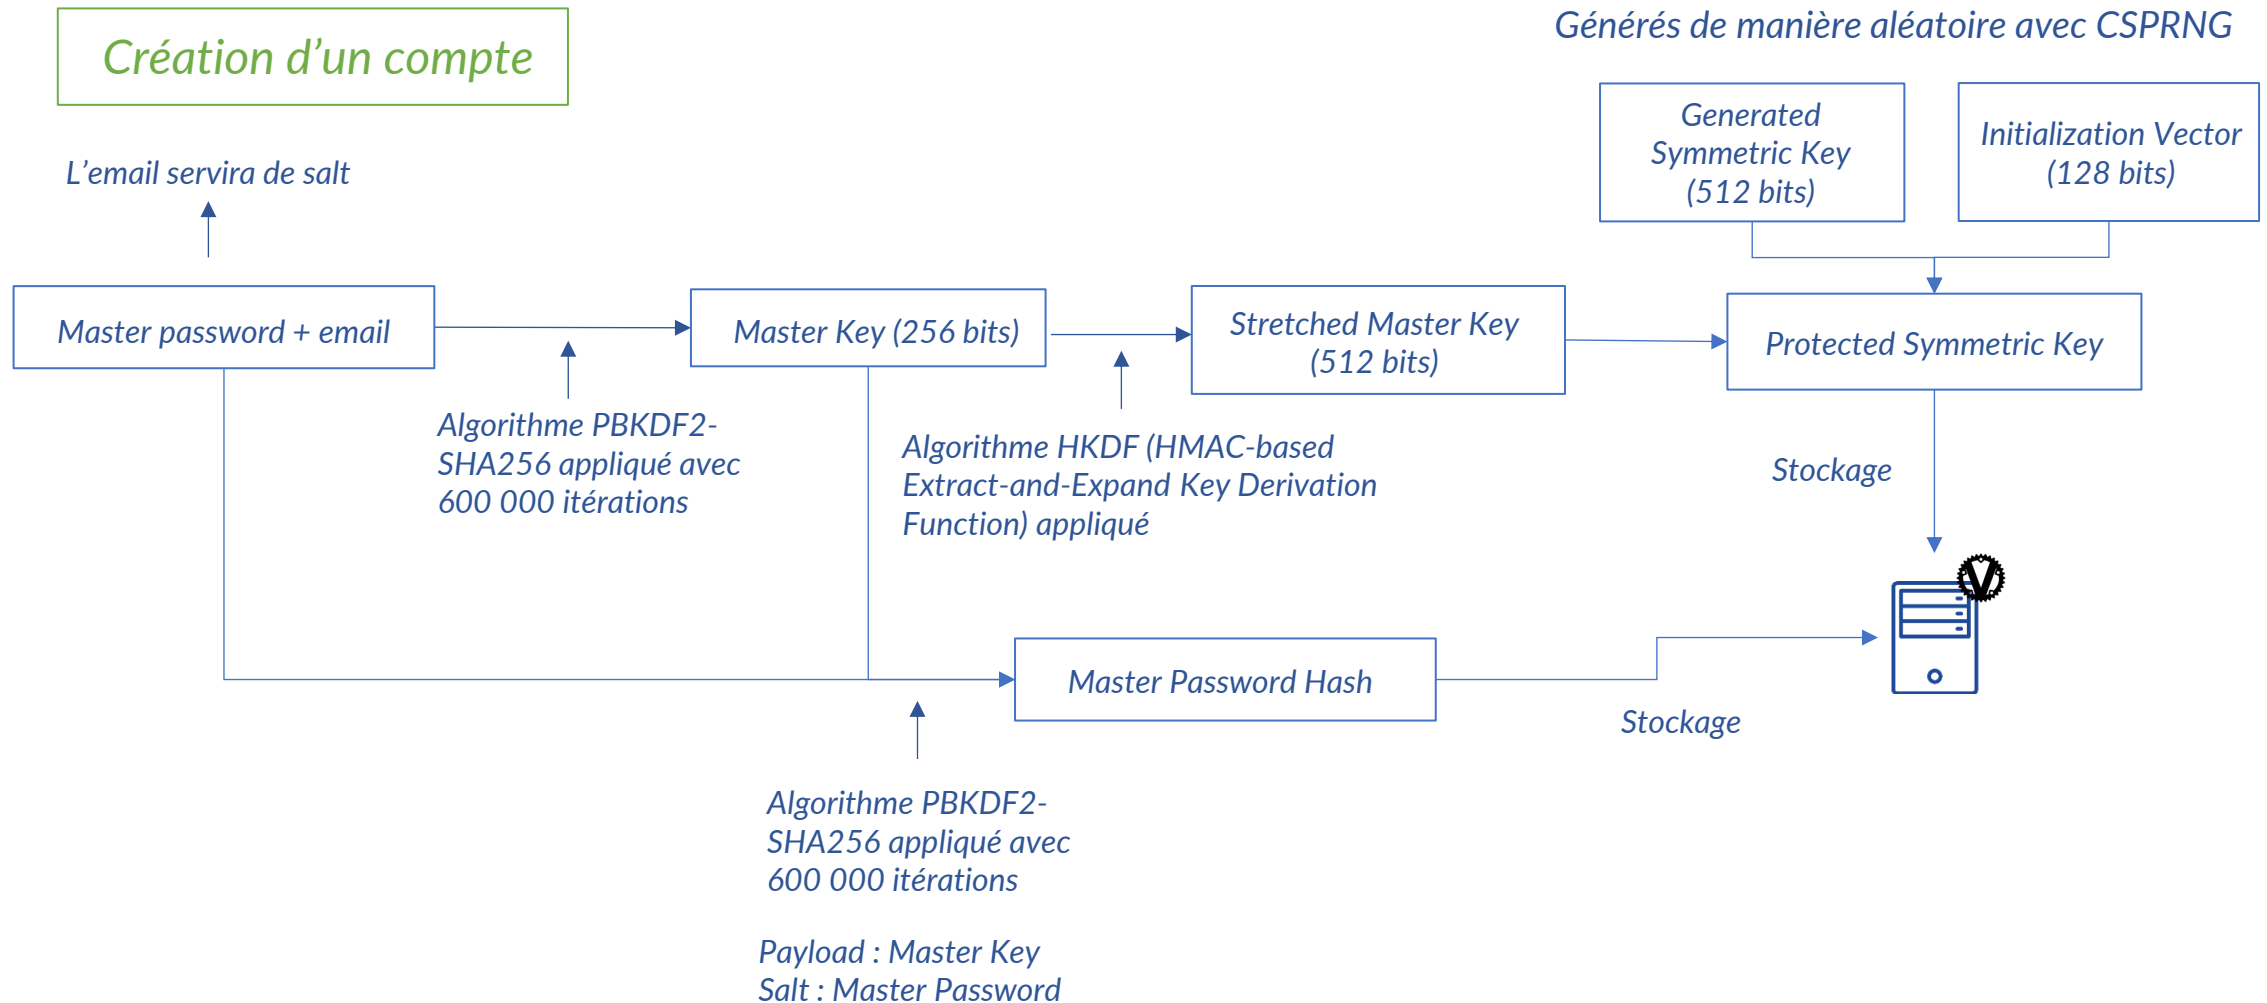 Création d’un compte
Générés de manière aléatoire avec CSPRNG
Generated
Symmetric Key
(512 bits)
Initialization Vector
(128 bits)
L’email servira de salt
Master password + email
Master Key (256 bits)
Stretched Master Key
(512 bits)
Protected Symmetric Key
Algorithme PBKDF2-
SHA256 appliqué avec
600 000 itérations
Algorithme HKDF (HMAC-based
Extract-and-Expand Key Derivation
Function) appliqué
Stockage
V
Master Password Hash
Stockage
Algorithme PBKDF2-
SHA256 appliqué avec
600 000 itérations
Payload : Master Key
Salt : Master Password